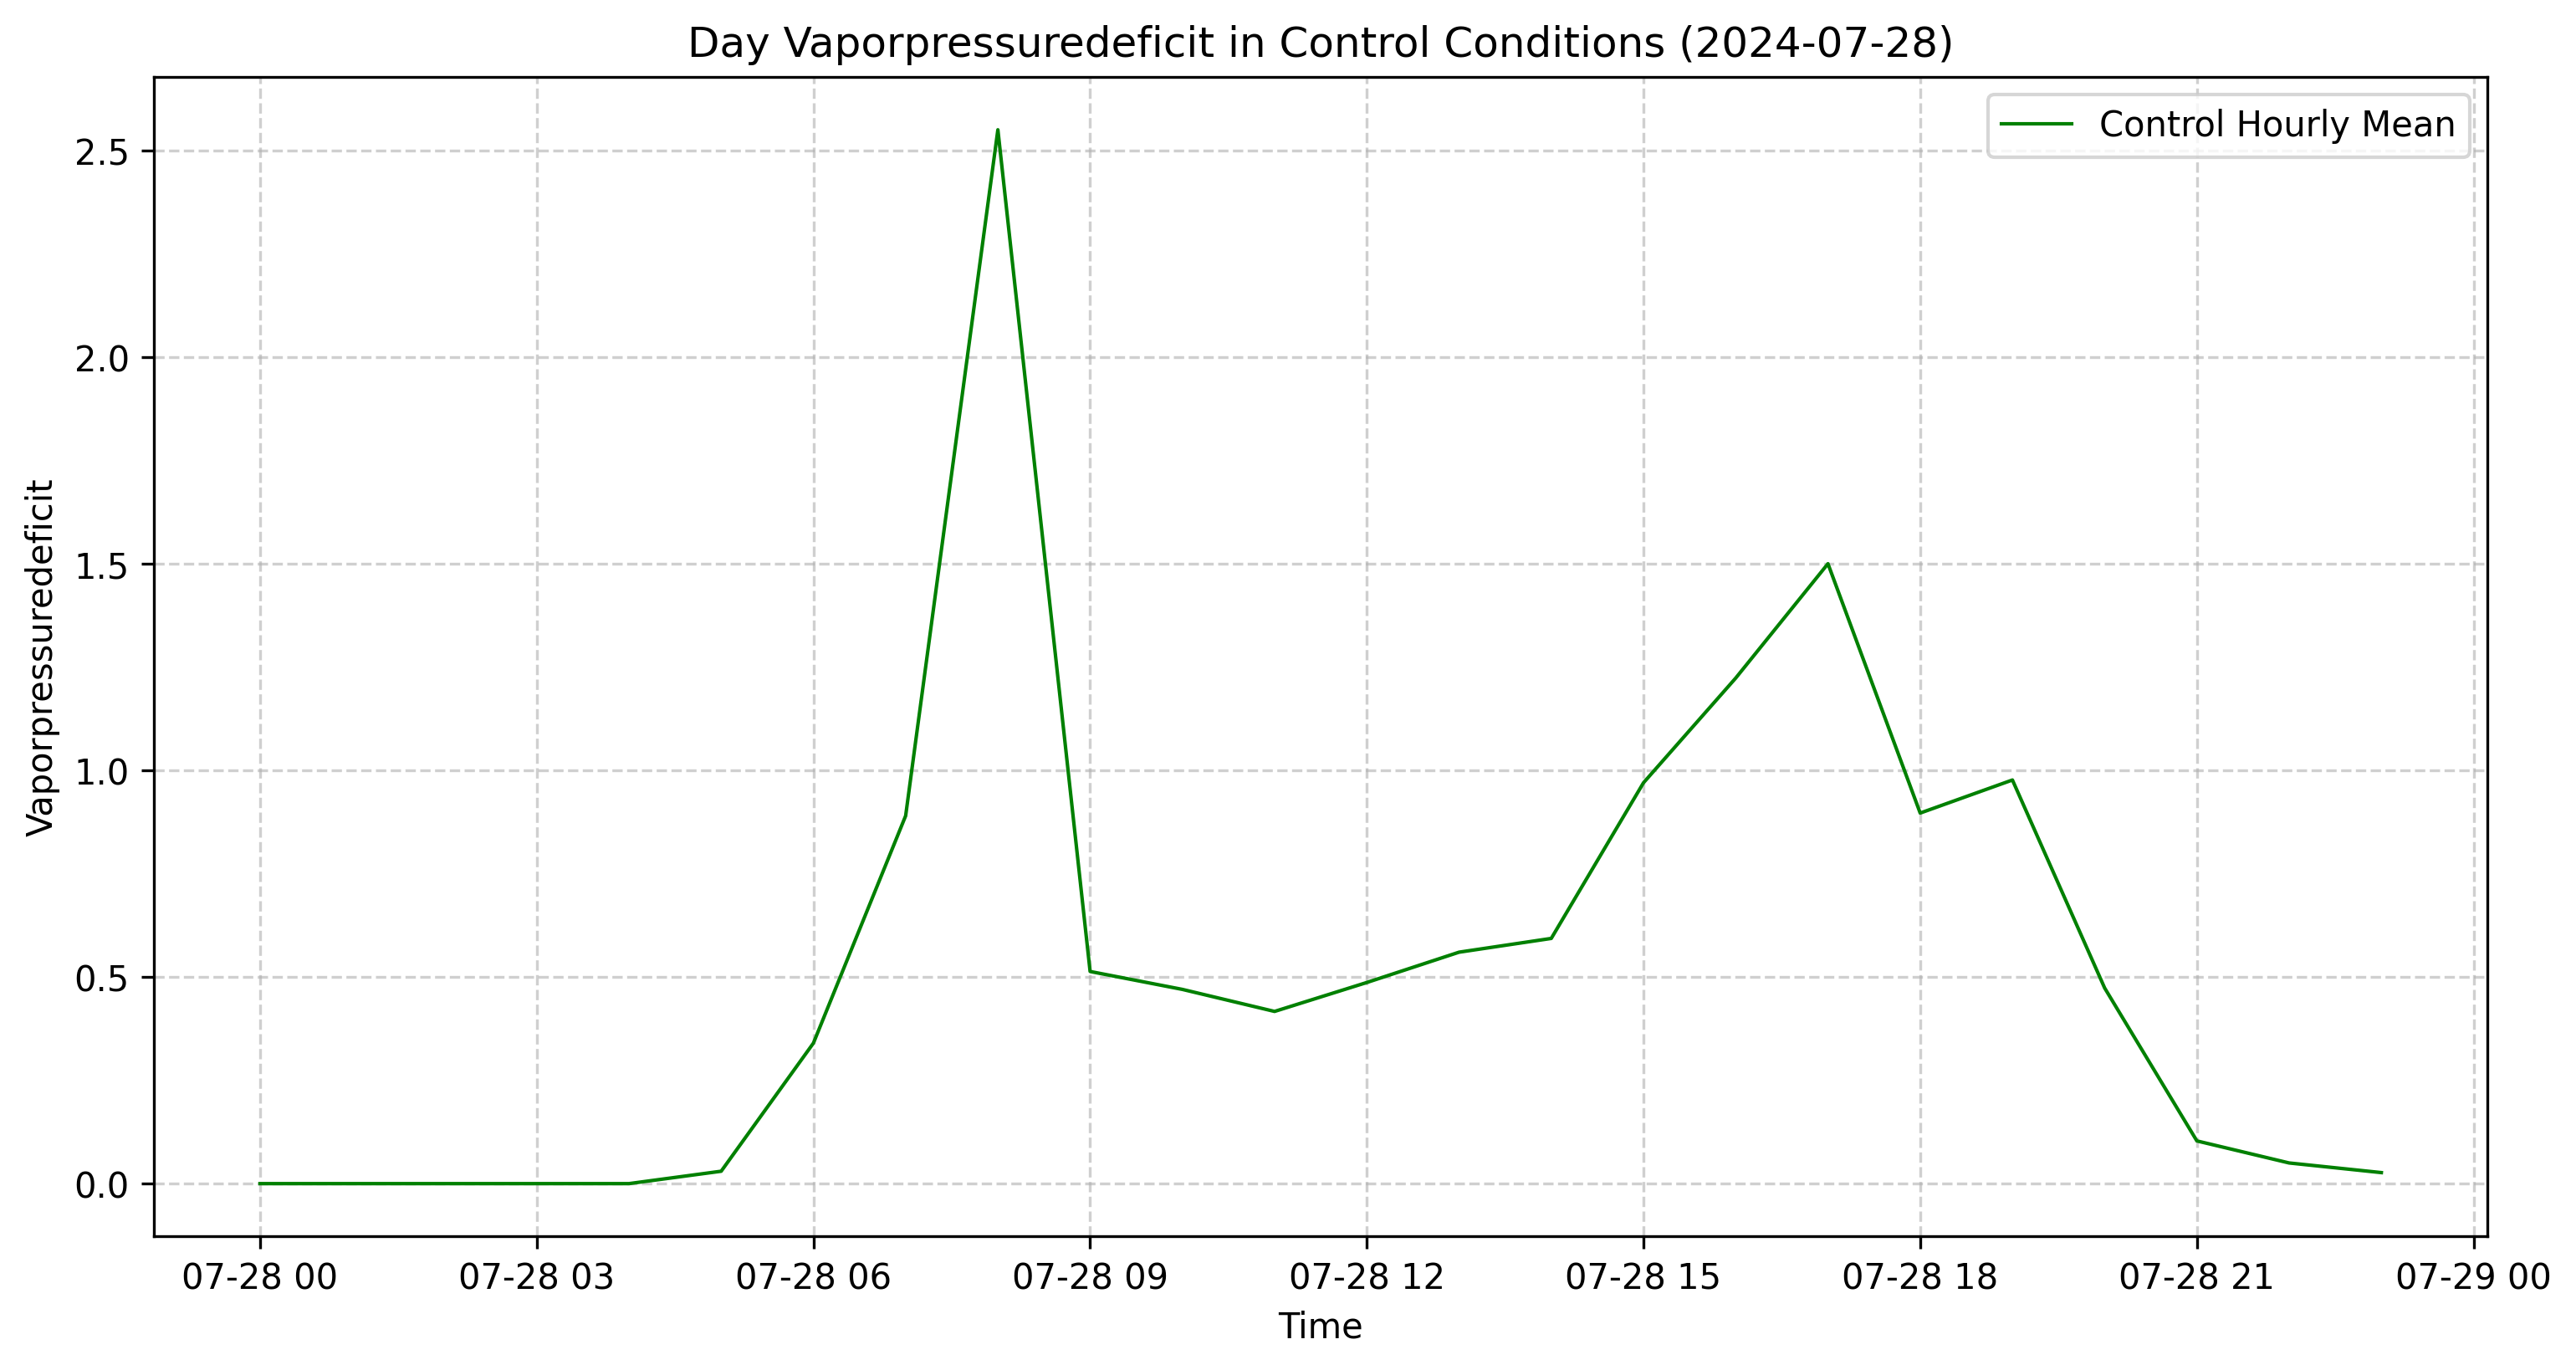 Day Vaporpressuredeficit in Control Conditions (2024-07-28)
Control Hourly Mean
Vaporpressuredeficit
2.5
2.0
1.5
1.0
0.5
0.0
07-28 00 07-28 03 07-28 06 07-28 09 07-28 12 07-28 15 07-28 18 07-28 21 07-29 00
Time